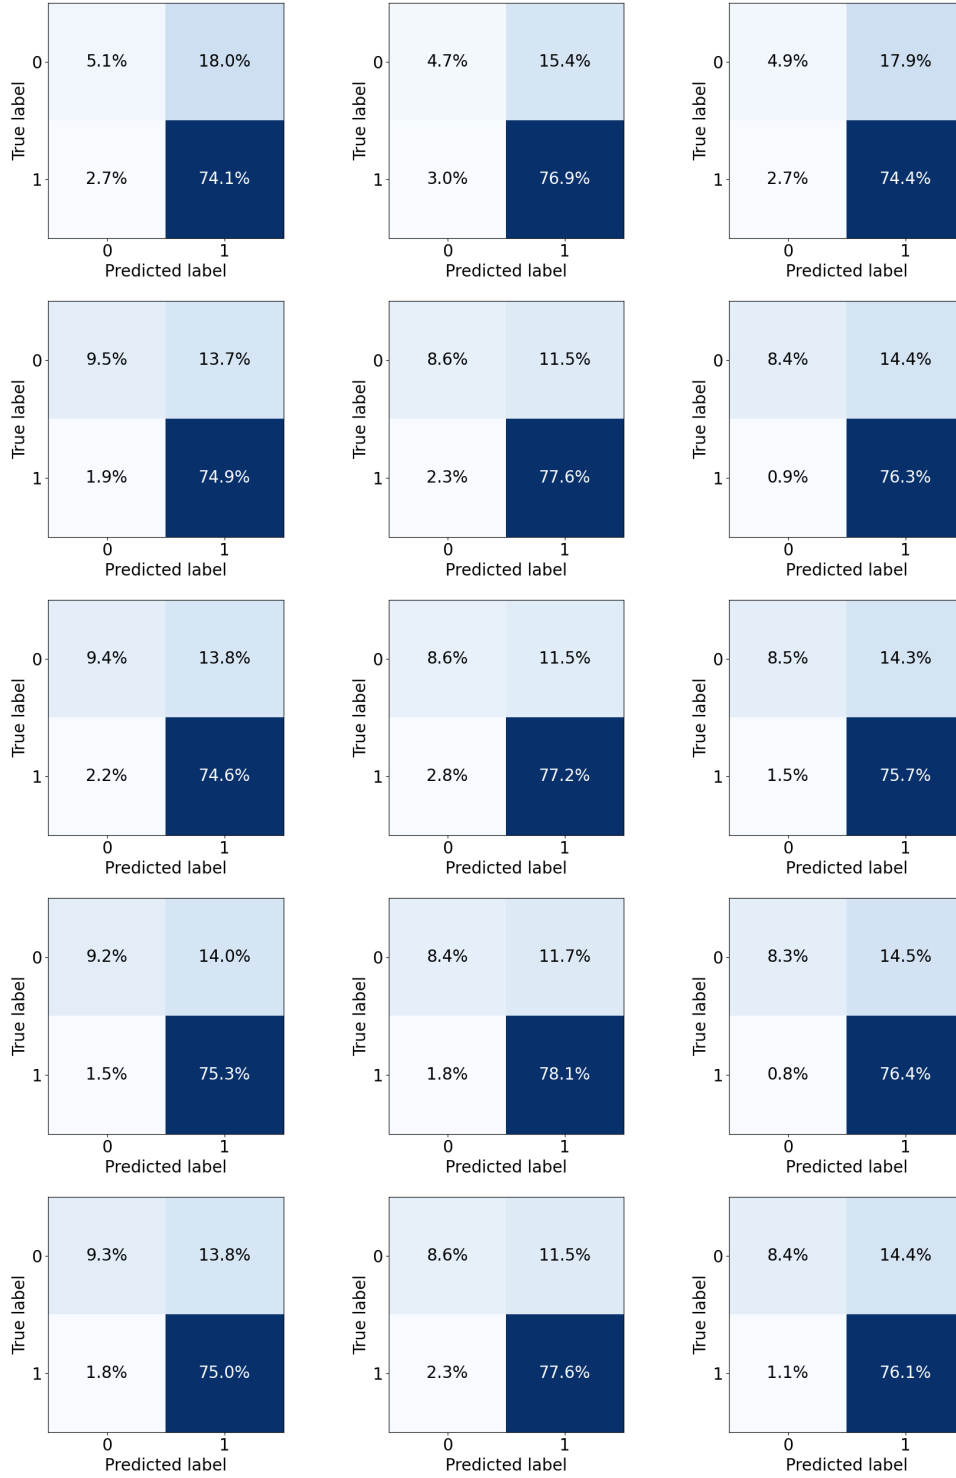 0 5.1% 18.0%
True label
1 2.7% 74.1%
0 1
Predicted label
0 4.7% 15.4%
True label
1 3.0% 76.9%
0 1
Predicted label
0 4.9% 17.9%
True label
1 2.7% 74.4%
0 1
Predicted label
0 9.5% 13.7%
True label
1 1.9% 74.9%
0 1
Predicted label
0 8.6% 11.5%
True label
1 2.3% 77.6%
0 1
Predicted label
0 8.4% 14.4%
True label
1 0.9% 76.3%
0 1
Predicted label
0 9.4% 13.8%
True label
1 2.2% 74.6%
0 1
Predicted label
0 8.6% 11.5%
True label
1 2.8% 77.2%
0 1
Predicted label
0 8.5% 14.3%
True label
1 1.5% 75.7%
0 1
Predicted label
0 9.2% 14.0%
True label
1 1.5% 75.3%
0 1
Predicted label
0 8.4% 11.7%
True label
1 1.8% 78.1%
0 1
Predicted label
0 8.3% 14.5%
True label
1 0.8% 76.4%
0 1
Predicted label
0 9.3% 13.8%
True label
1 1.8% 75.0%
0 1
Predicted label
0 8.6% 11.5%
True label
1 2.3% 77.6%
0 1
Predicted label
0 8.4% 14.4%
True label
1 1.1% 76.1%
0 1
Predicted label